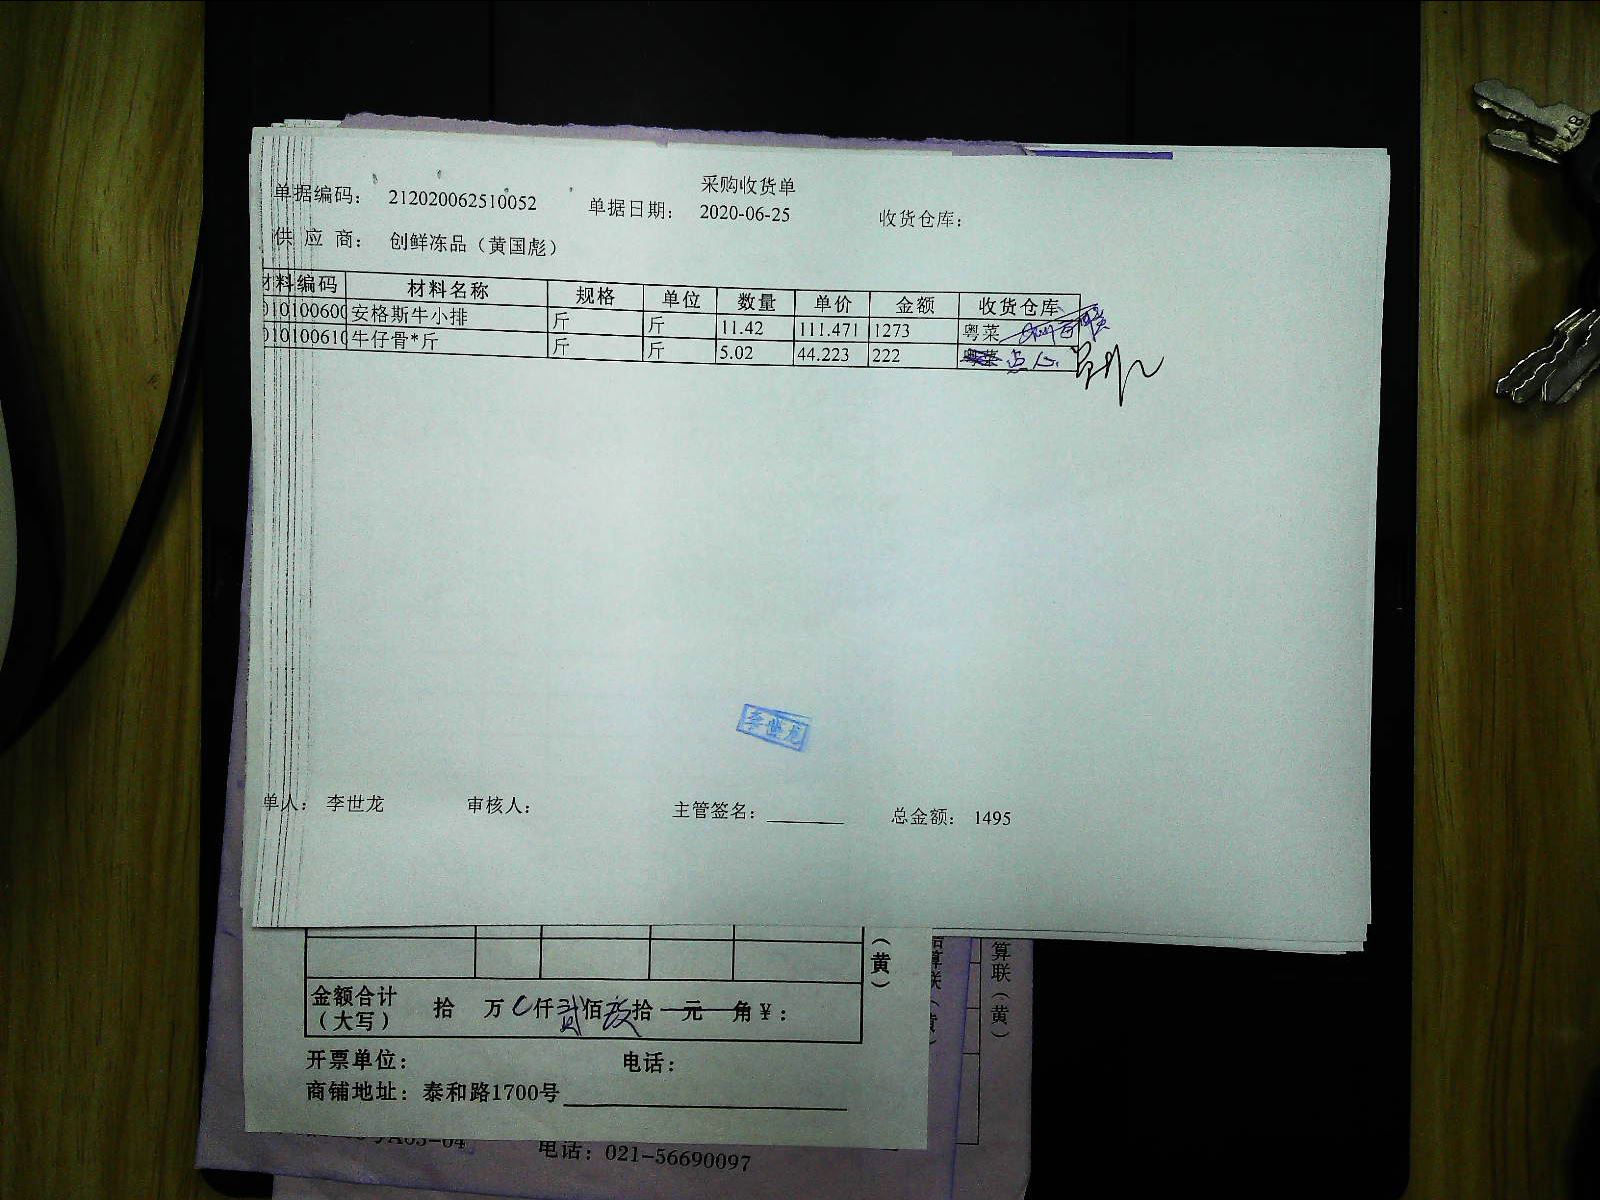 采购收货单
单据编码： 212020062510052 单据日期： 2020-06-25 收货仓库：
供 应 商： 创鲜冻品（黄国彪）
材料编码 材料名称 规格 单位 数量 单价 金额 收货仓库
010100600 安格斯牛小排 斤 斤 11.42 111.471 1273 粤菜
010100610 牛仔骨*斤 斤 斤 5.02 44.223 222 粤菜 点心
李世龙
单人： 李世龙 审核人： 主管签名： 总金额： 1495
（黄）
算联（黄）
金额合计（大写） 拾 万 仟 贰 佰 拾 元 角 ¥：
开票单位： 电话：
商铺地址：泰和路1700号
电话：021-56690097